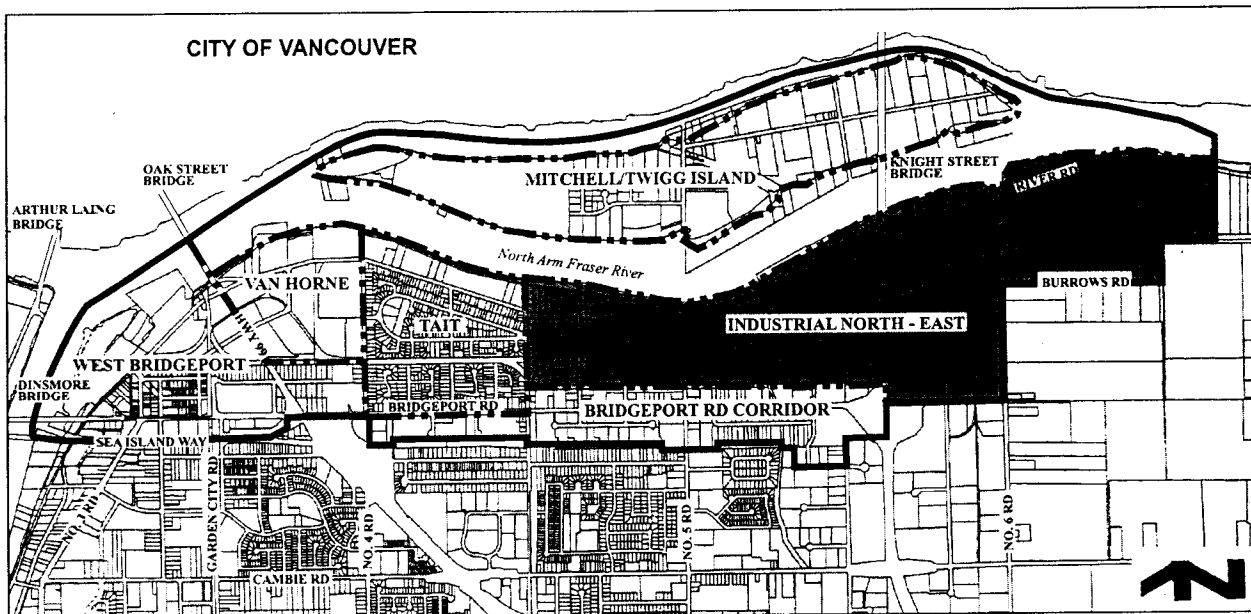 CITY OF VANCOUVER
OAK STREET
BRIDGE
ARTHUR LAING
BRIDGE
MITCHELL/TWIGG ISLAND
KNIGHT STREET
BRIDGE
RIVER RD
North Arm Fraser River
VAN HORNE
BURROWS RD
TAIT
INDUSTRIAL NORTH - EAST
HWY 99
WEST BRIDGEPORT
DINSMORE
BRIDGE
BRIDGEPORT RD
BRIDGEPORT RD CORRIDOR
SEA ISLAND WAY
GARDEN CITY RD
NO. 4 RD
NO. 5 RD
NO. 6 RD
CAMBIE RD
N